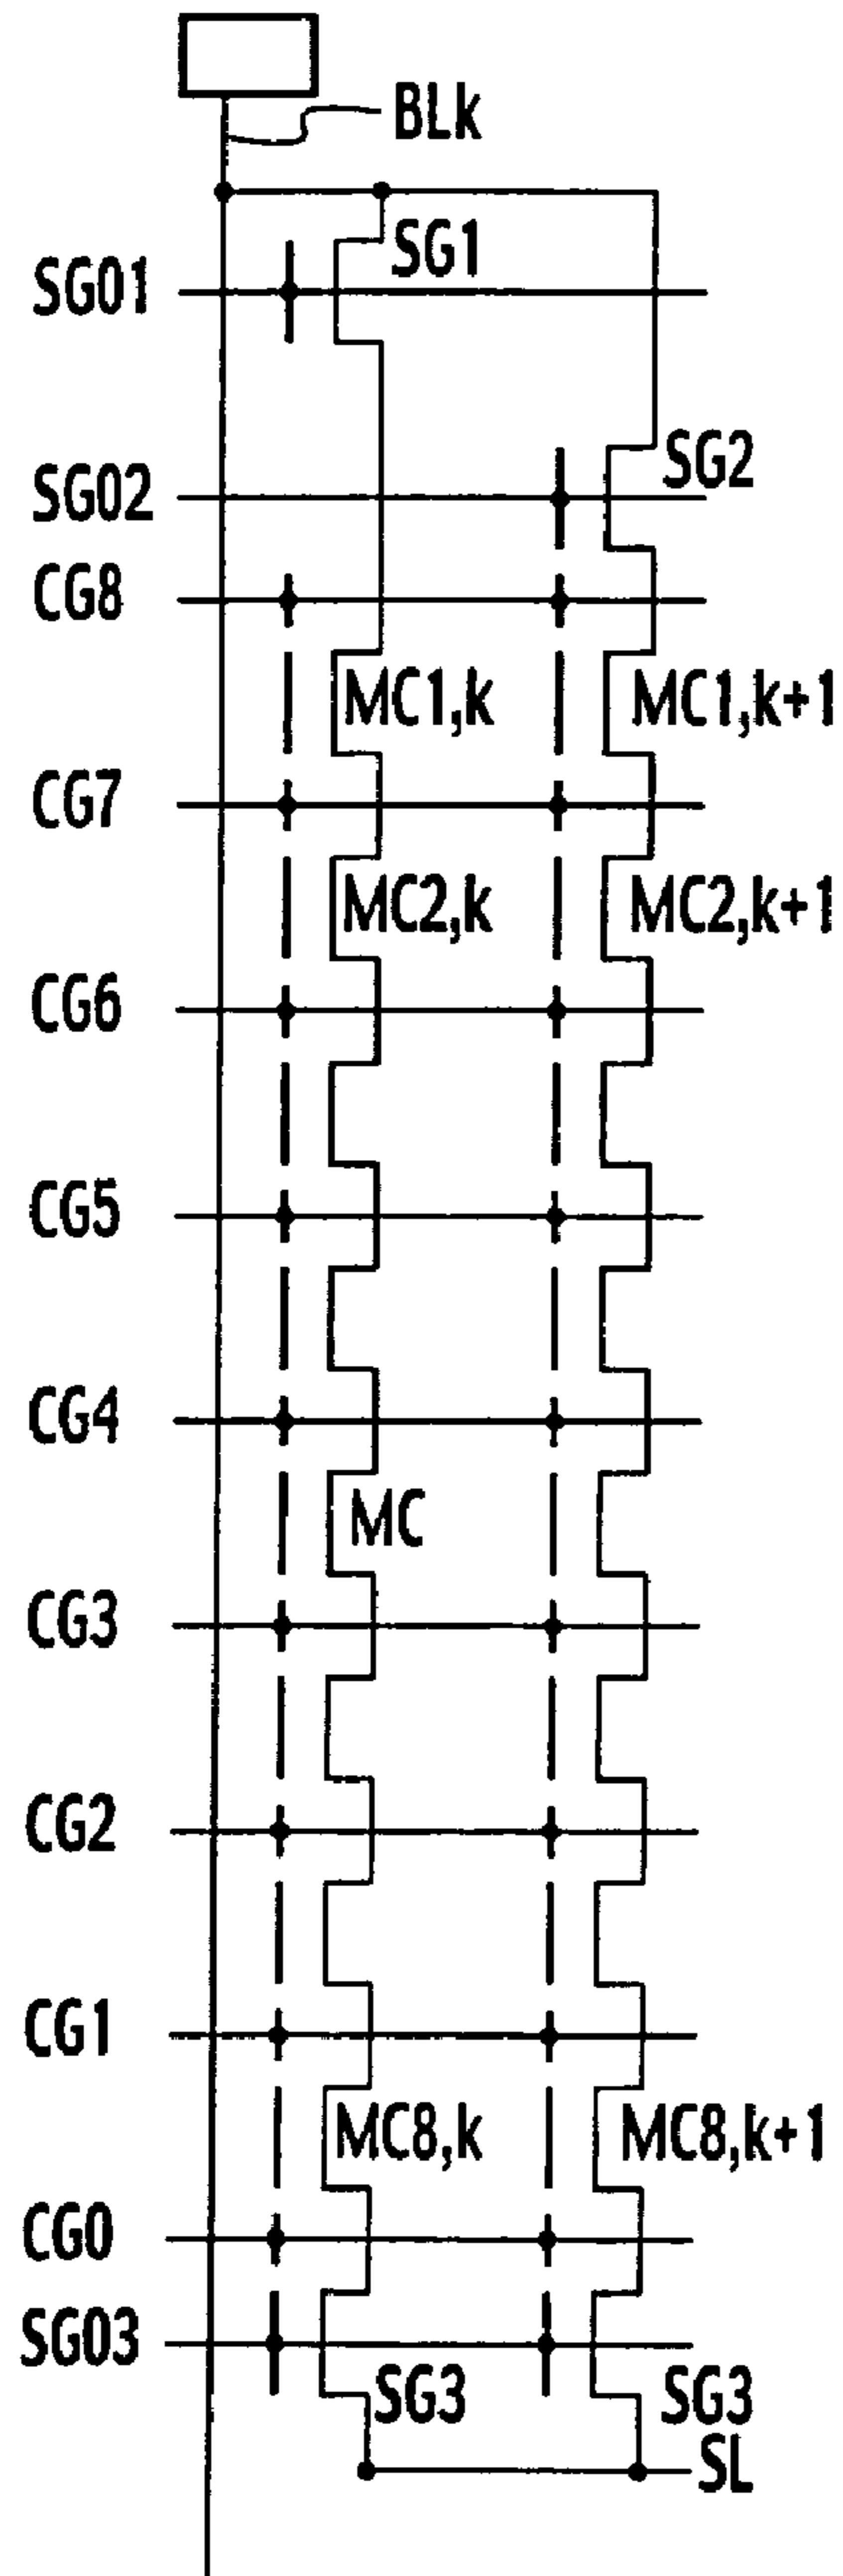 BLk
SG1
SG01
SG2
SG02
CG8
MC1,k MC1,k+1
CG7
MC2,k MC2,k+1
CG6
CG5
CG4
MC
CG3
CG2
CG1
MC8,k MC8,k+1
CG0
SG03
SG3 SG3
SL